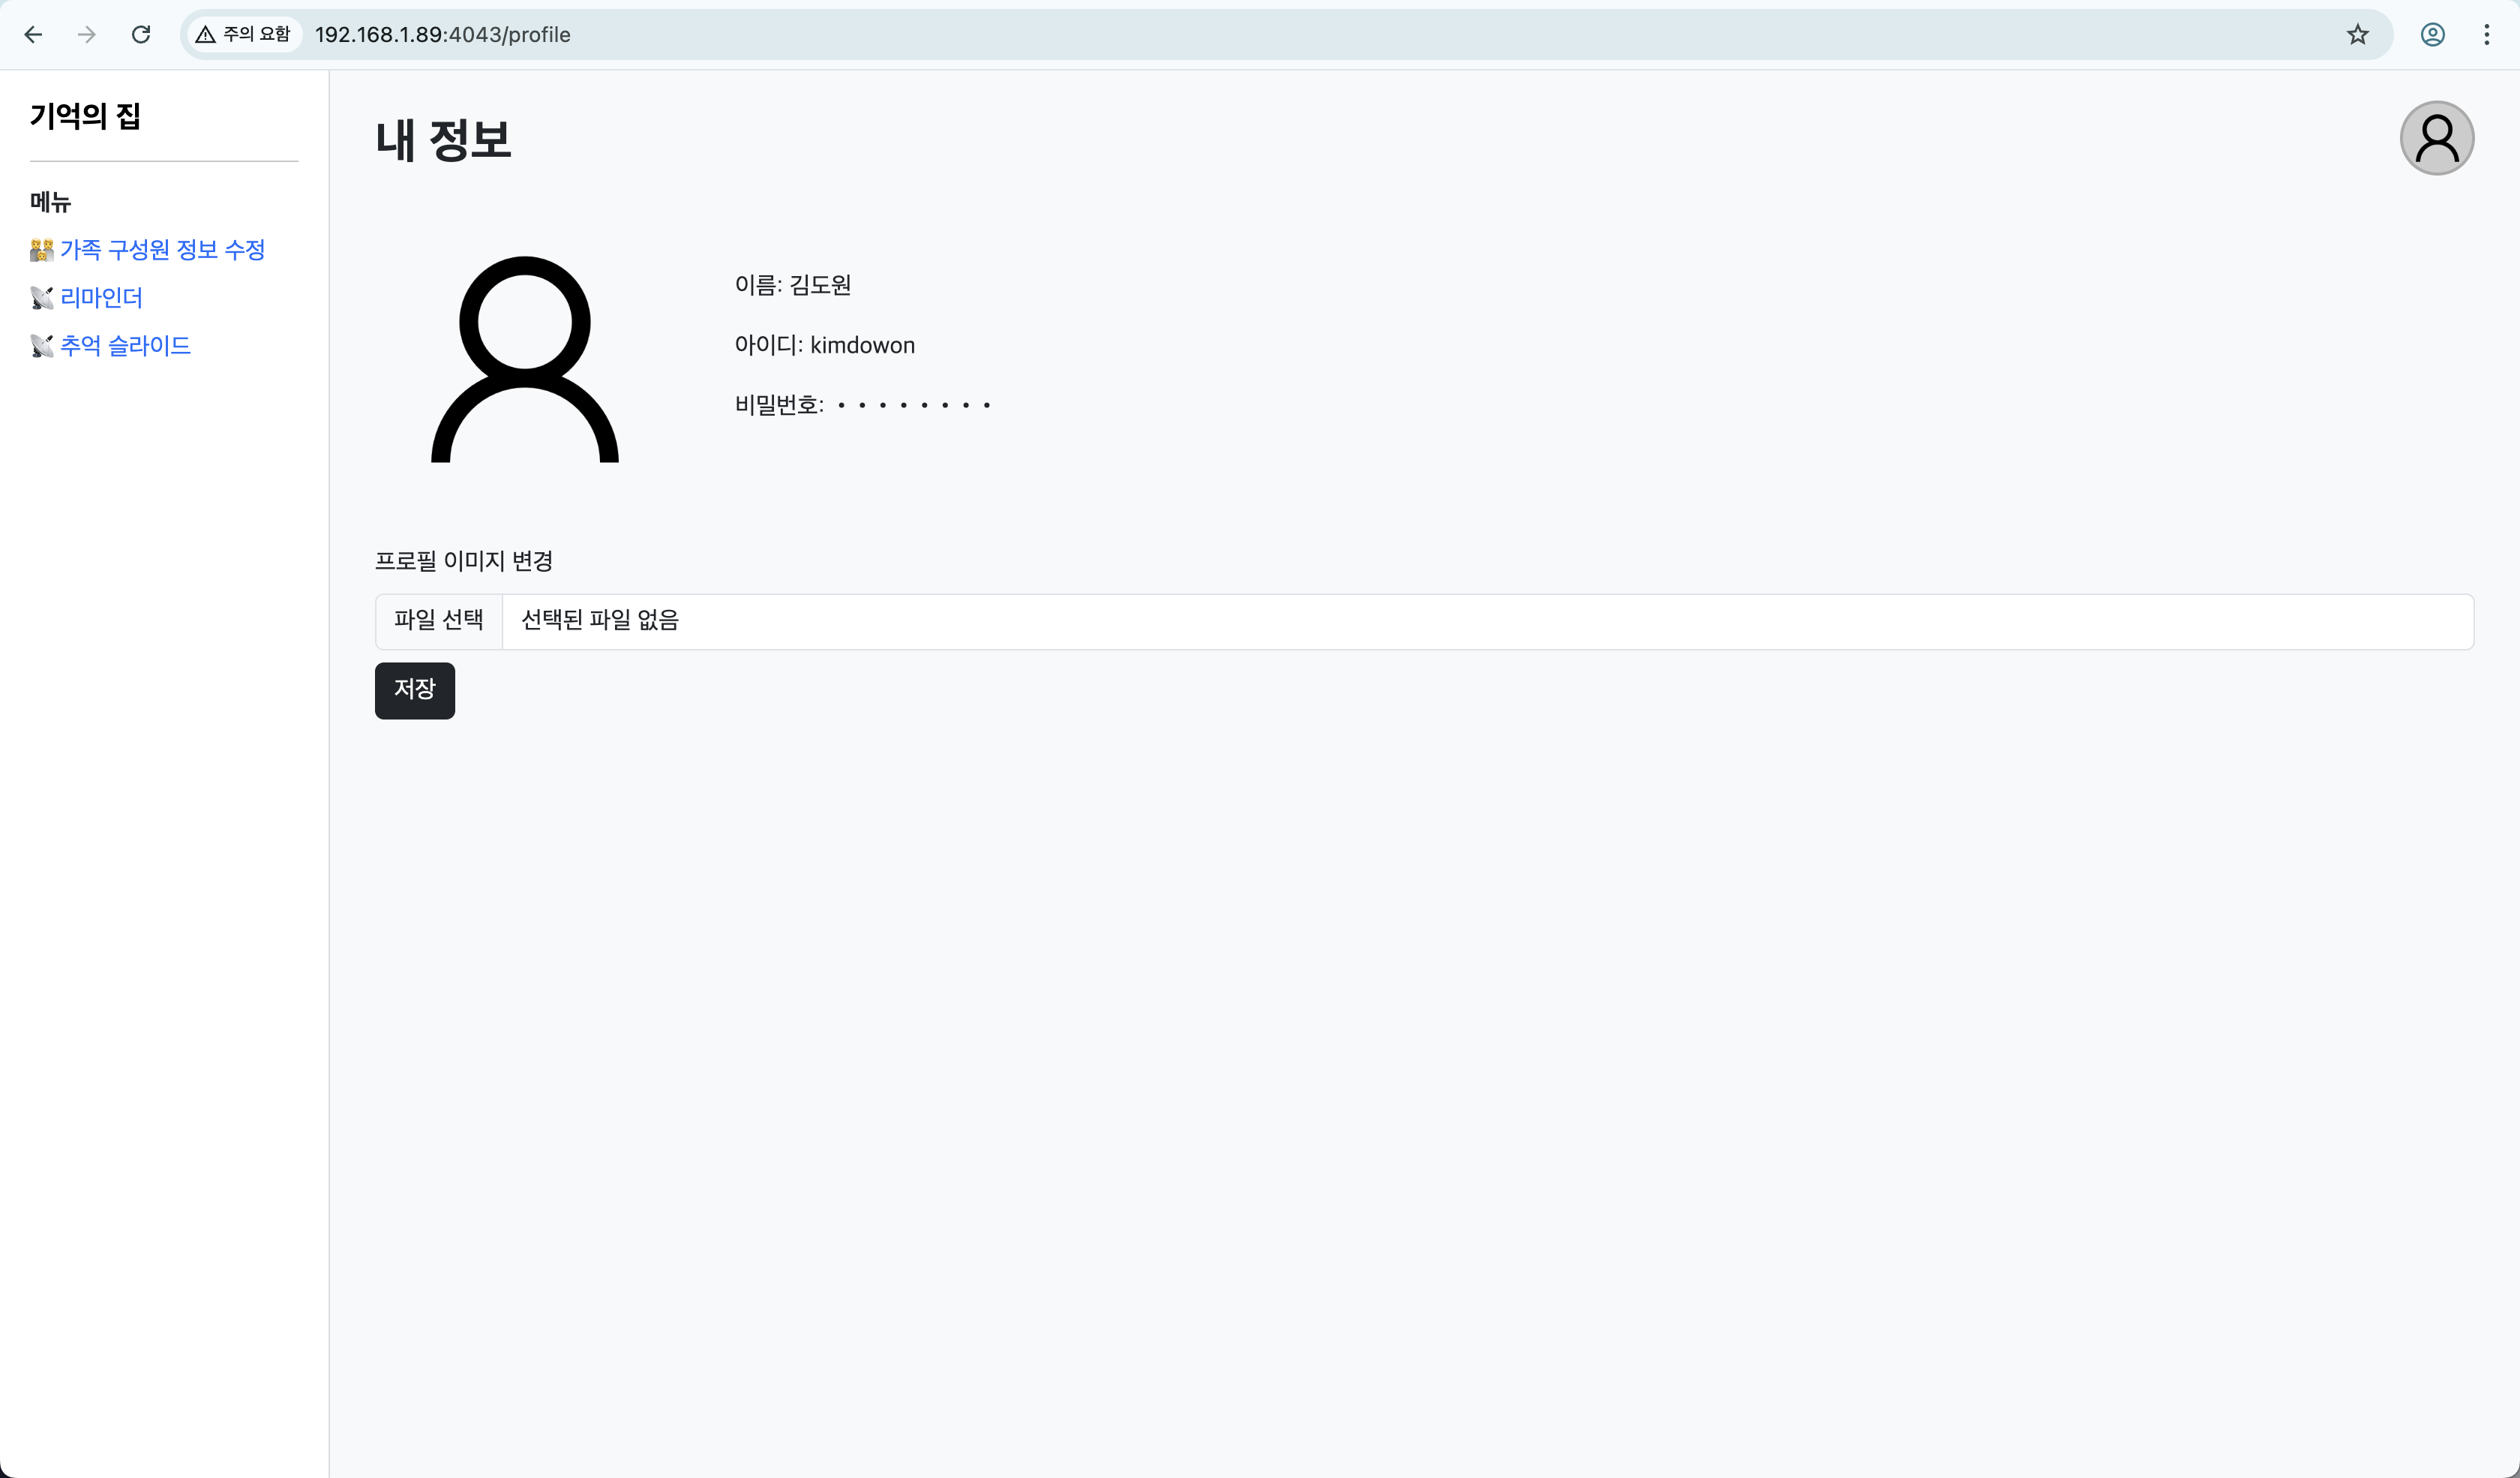 주의 요함 192.168.1.89:4043/profile
기억의 집
메뉴
👨‍👩‍👧 가족 구성원 정보 수정
📡 리마인더
📡 추억 슬라이드
내 정보
이름: 김도원
아이디: kimdowon
비밀번호: ・・・・・・・・
프로필 이미지 변경
파일 선택 선택된 파일 없음
저장